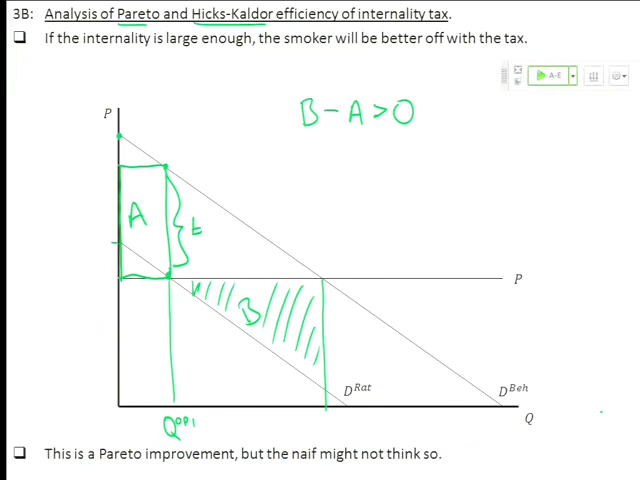 3B: Analysis of Pareto and Hicks-Kaldor efficiency of internality tax.
If the internality is large enough, the smoker will be better off with the tax.
A-E
B - A > 0
P
A
t
P
B
D^Rat
D^Beh
Q
Q^opt
This is a Pareto improvement, but the naif might not think so.